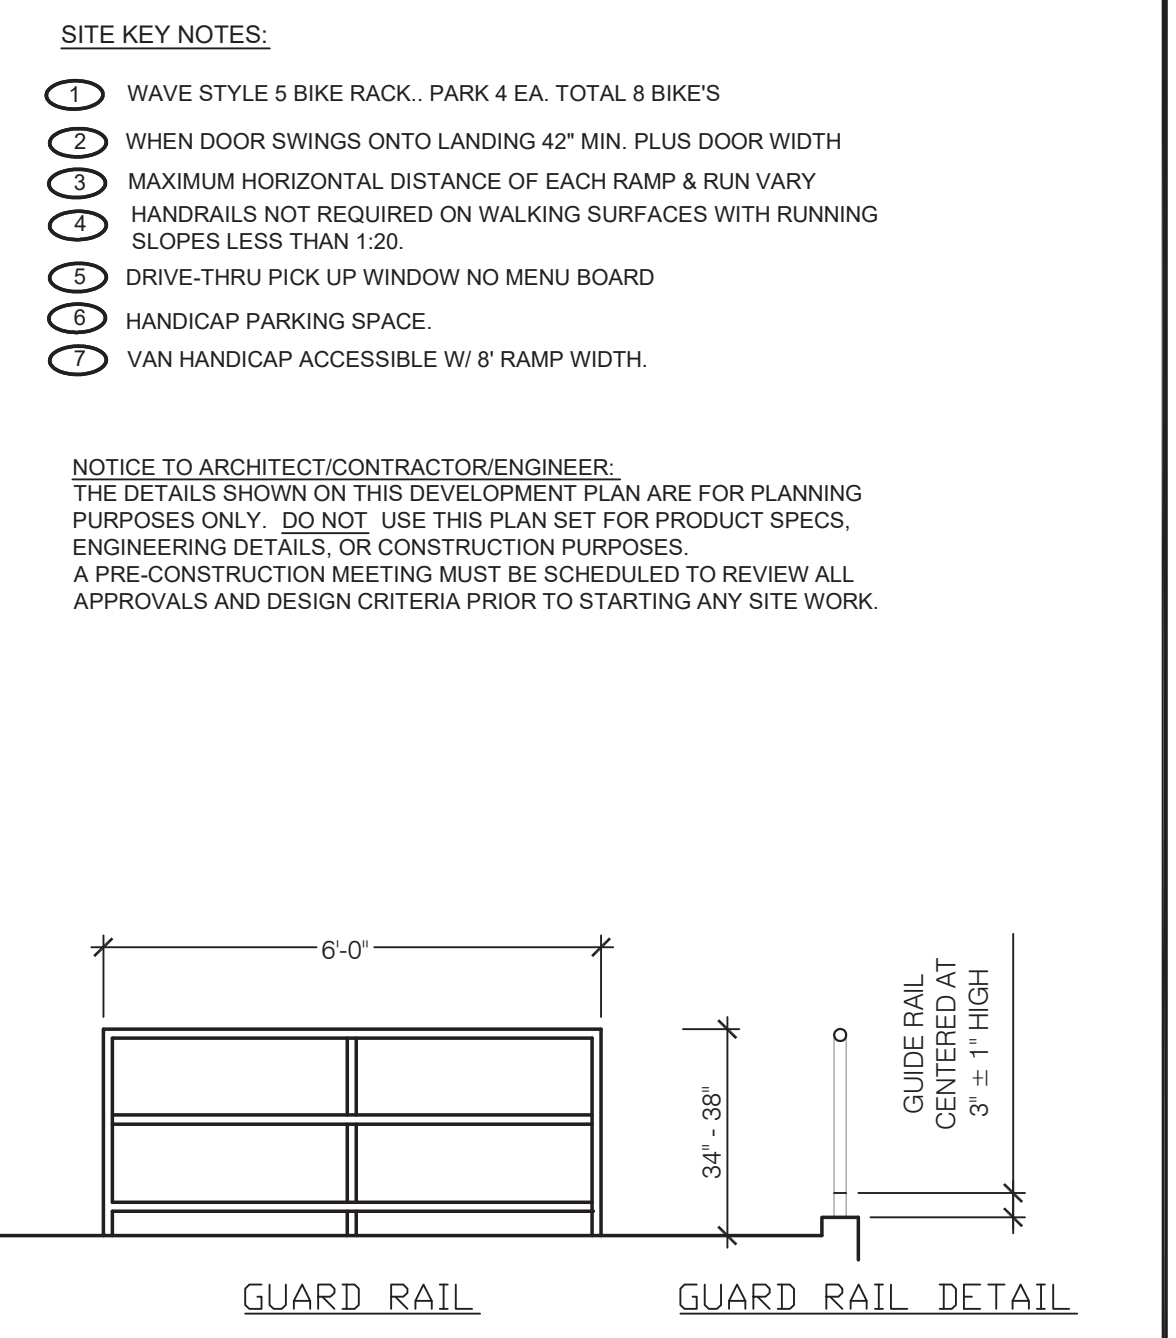 SITE KEY NOTES:
1 WAVE STYLE 5 BIKE RACK.. PARK 4 EA. TOTAL 8 BIKE'S
2 WHEN DOOR SWINGS ONTO LANDING 42" MIN. PLUS DOOR WIDTH
3 MAXIMUM HORIZONTAL DISTANCE OF EACH RAMP & RUN VARY
4 HANDRAILS NOT REQUIRED ON WALKING SURFACES WITH RUNNING
SLOPES LESS THAN 1:20.
5 DRIVE-THRU PICK UP WINDOW NO MENU BOARD
6 HANDICAP PARKING SPACE.
7 VAN HANDICAP ACCESSIBLE W/ 8' RAMP WIDTH.
NOTICE TO ARCHITECT/CONTRACTOR/ENGINEER:
THE DETAILS SHOWN ON THIS DEVELOPMENT PLAN ARE FOR PLANNING
PURPOSES ONLY. DO NOT USE THIS PLAN SET FOR PRODUCT SPECS,
ENGINEERING DETAILS, OR CONSTRUCTION PURPOSES.
A PRE-CONSTRUCTION MEETING MUST BE SCHEDULED TO REVIEW ALL
APPROVALS AND DESIGN CRITERIA PRIOR TO STARTING ANY SITE WORK.
6'-0"
34" - 38"
GUIDE RAIL
CENTERED AT
3" ± 1" HIGH
GUARD RAIL
GUARD RAIL DETAIL